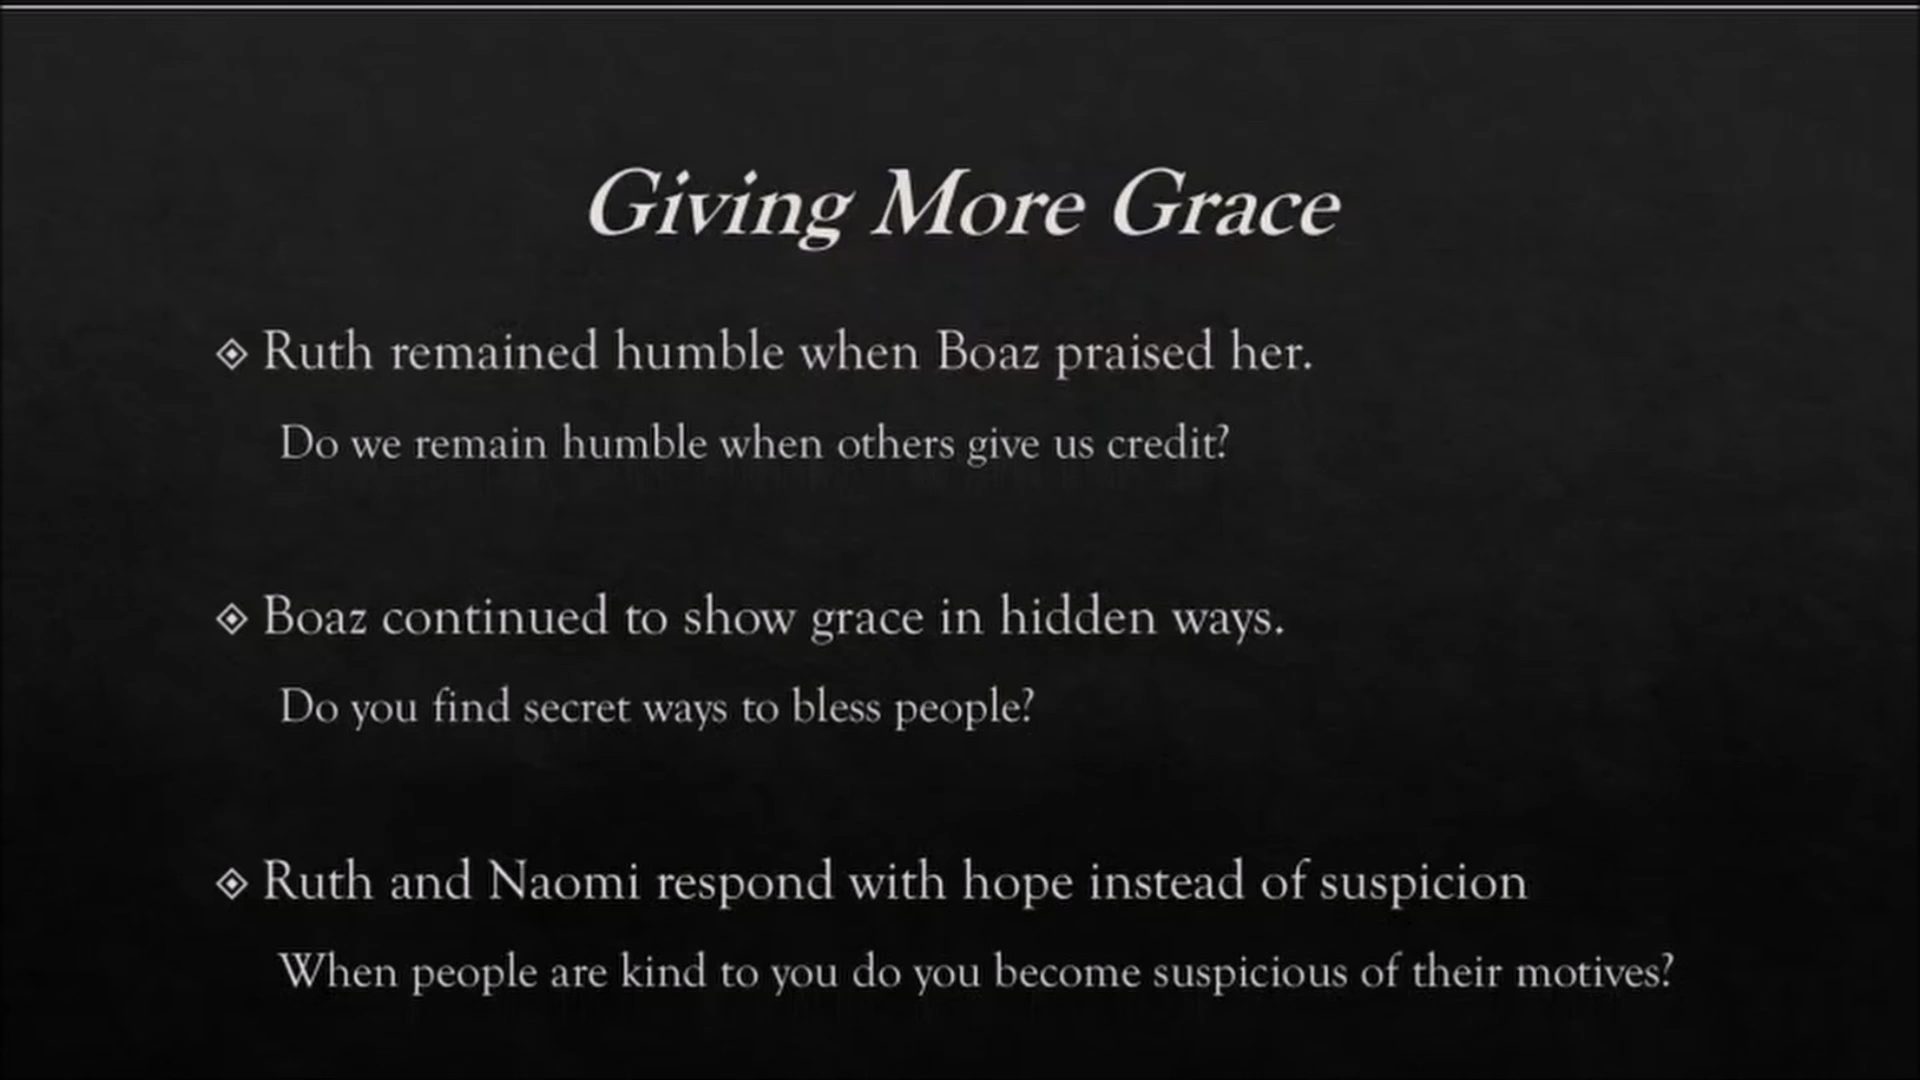 Giving More Grace
Ruth remained humble when Boaz praised her.
Do we remain humble when others give us credit?
Boaz continued to show grace in hidden ways.
Do you find secret ways to bless people?
Ruth and Naomi respond with hope instead of suspicion
When people are kind to you do you become suspicious of their motives?